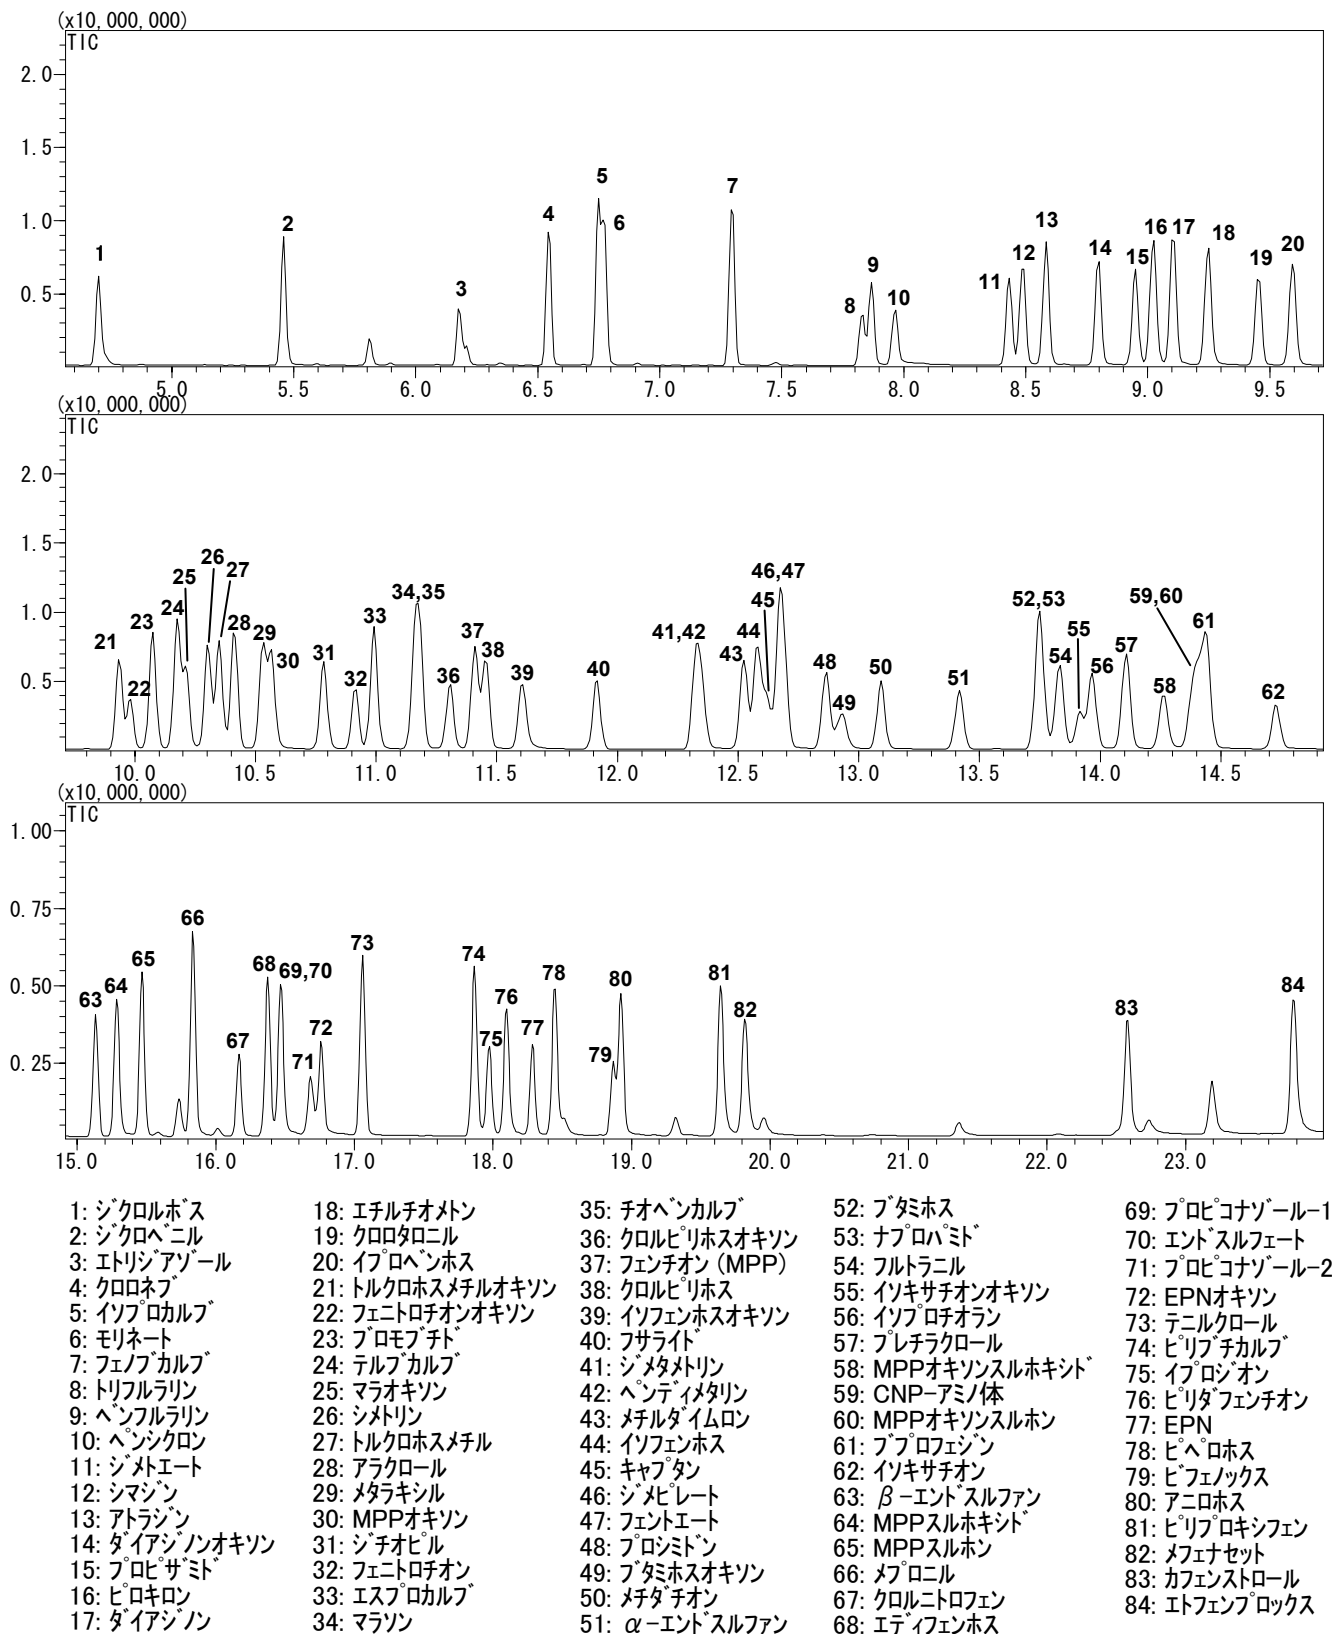 (x10,000,000)
TIC
2.0
1.5
1.0
0.5
1
2
3
4
5
6
7
8
9
10
11
12
13
14
15
16
17
18
19
20
5.0 5.5 6.0 6.5 7.0 7.5 8.0 8.5 9.0 9.5
(x10,000,000)
TIC
2.0
1.5
1.0
0.5
21
22
23
24
25
26
27
28
29
30
31
32
33
34,35
36
37
38
39
40
41,42
43
44
45
46,47
48
49
50
51
52,53
54
55
56
57
58
59,60
61
62
10.0 10.5 11.0 11.5 12.0 12.5 13.0 13.5 14.0 14.5
(x10,000,000)
TIC
1.00
0.75
0.50
0.25
63
64
65
66
67
68
69,70
71
72
73
74
75
76
77
78
79
80
81
82
83
84
15.0 16.0 17.0 18.0 19.0 20.0 21.0 22.0 23.0
1: ジクロルボス
2: ジクロベニル
3: エトリジアゾール
4: クロロネブ
5: イソプロカルブ
6: モリネート
7: フェノブカルブ
8: トリフルラリン
9: ベンフルラリン
10: ペンシクロン
11: ジメトエート
12: シマジン
13: アトラジン
14: ダイアジノンオキソン
15: プロピザミド
16: ピロキロン
17: ダイアジノン
18: エチルチオメトン
19: クロロタロニル
20: イプロベンホス
21: トルクロホスメチルオキソン
22: フェニトロチオンオキソン
23: ブロモブチド
24: テルブカルブ
25: マラオキソン
26: シメトリン
27: トルクロホスメチル
28: アラクロール
29: メタラキシル
30: MPPオキソン
31: ジチオピル
32: フェニトロチオン
33: エスプロカルブ
34: マラソン
35: チオベンカルブ
36: クロルピリホスオキソン
37: フェンチオン (MPP)
38: クロルピリホス
39: イソフェンホスオキソン
40: フサライド
41: ジメタメトリン
42: ペンディメタリン
43: メチルダイムロン
44: イソフェンホス
45: キャプタン
46: ジメピレート
47: フェントエート
48: プロシミドン
49: ブタミホスオキソン
50: メチダチオン
51: α-エンドスルファン
52: ブタミホス
53: ナプロパミド
54: フルトラニル
55: イソキサチオンオキソン
56: イソプロチオラン
57: プレチラクロール
58: MPPオキソンスルホキシド
59: CNP-アミノ体
60: MPPオキソンスルホン
61: ブプロフェジン
62: イソキサチオン
63: β-エンドスルファン
64: MPPスルホキシド
65: MPPスルホン
66: メプロニル
67: クロルニトロフェン
68: エディフェンホス
69: プロピコナゾール-1
70: エンドスルフェート
71: プロピコナゾール-2
72: EPNオキソン
73: テニルクロール
74: ピリブチカルブ
75: イプロジオン
76: ピリダフェンチオン
77: EPN
78: ピペロホス
79: ビフェノックス
80: アニロホス
81: ピリプロキシフェン
82: メフェナセット
83: カフェンストロール
84: エトフェンプロックス